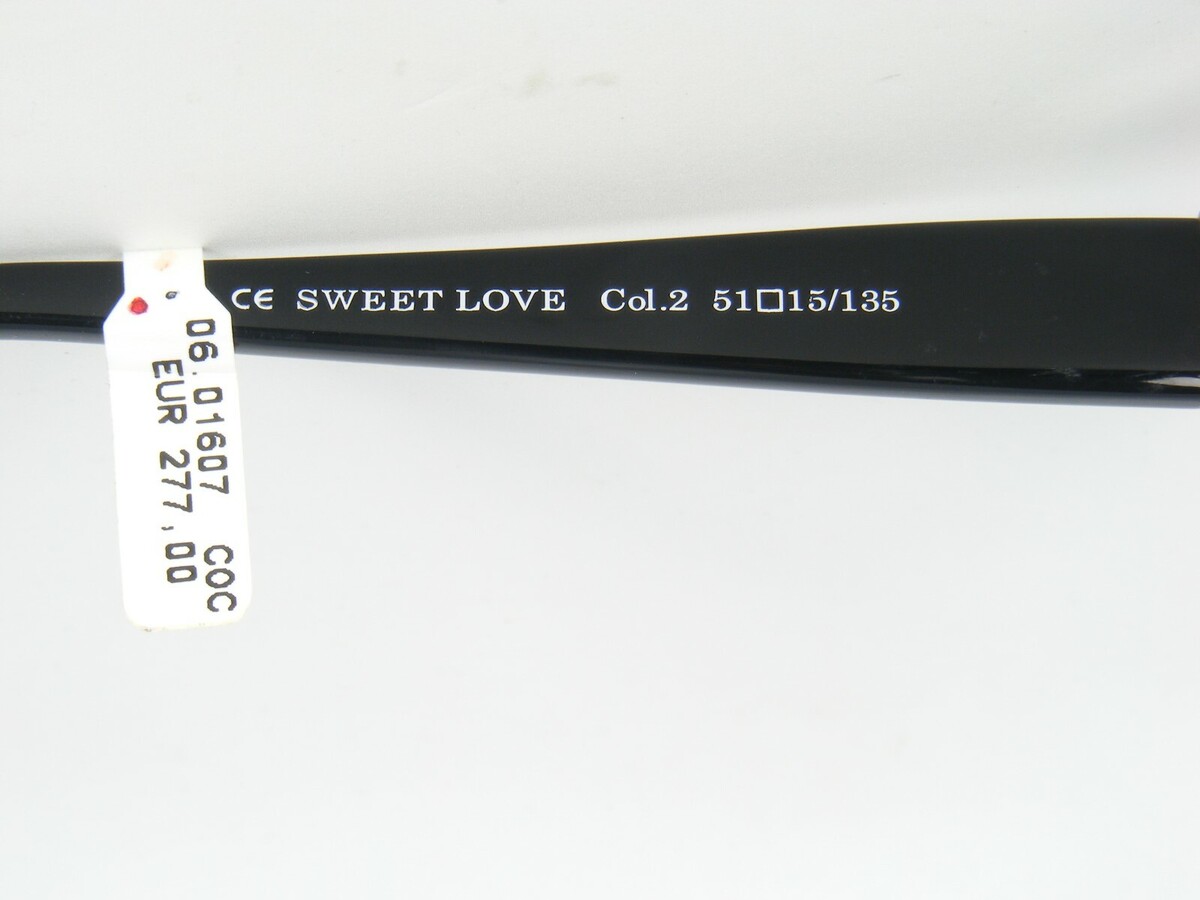 CE SWEET LOVE Col.2 51□15/135
06.01607 COC
EUR 277,00